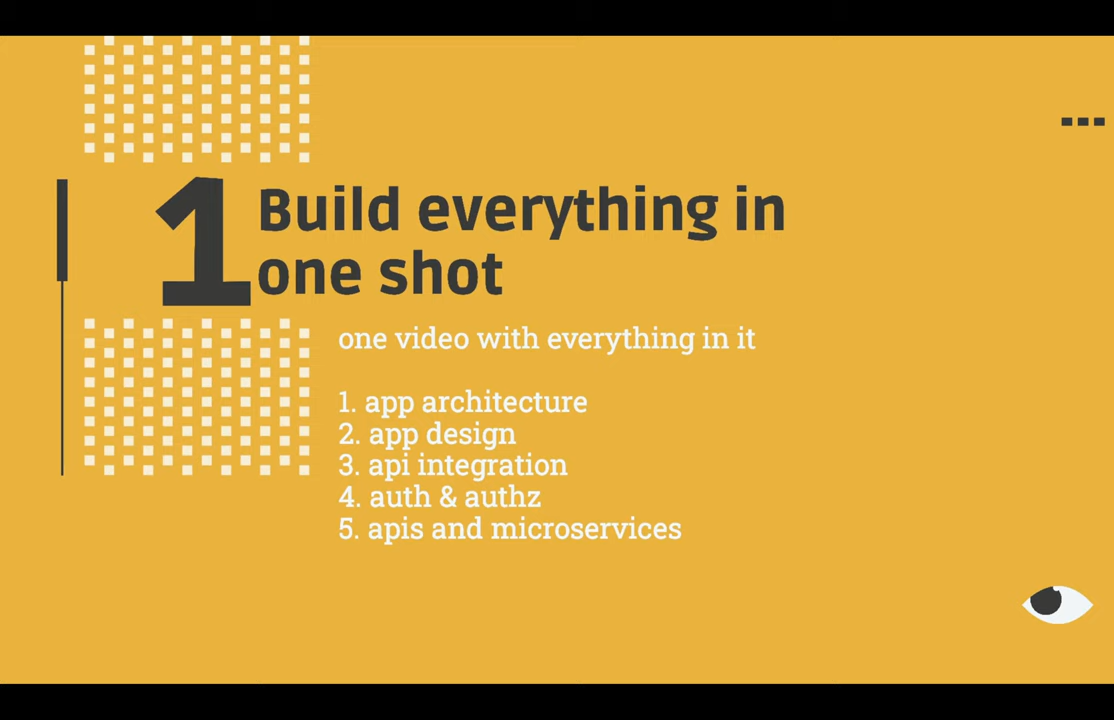 1
Build everything in
one shot
one video with everything in it
1. app architecture
2. app design
3. api integration
4. auth & authz
5. apis and microservices